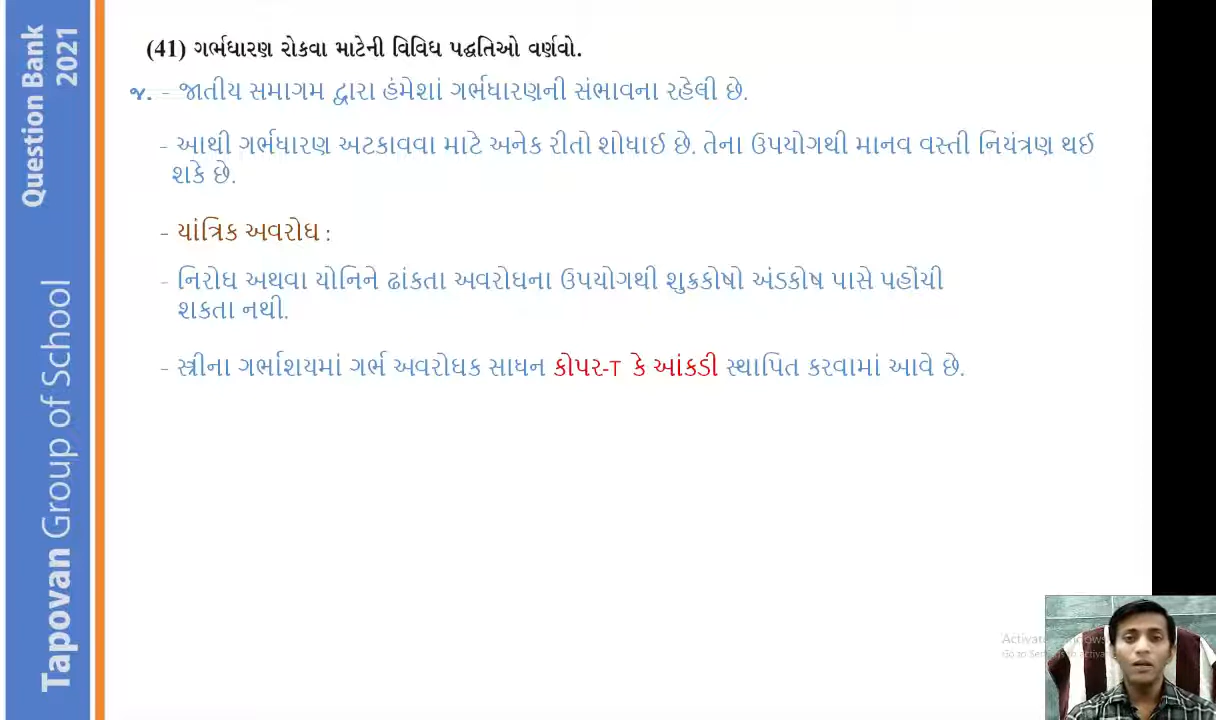 Question Bank
2021
Tapovan Group of School
(41) ગર્ભધારણ રોકવા માટેની વિવિધ પદ્ધતિઓ વર્ણવો.
જ. - જાતીય સમાગમ દ્વારા હંમેશાં ગર્ભધારણની સંભાવના રહેલી છે.
- આથી ગર્ભધારણ અટકાવવા માટે અનેક રીતો શોધાઈ છે. તેના ઉપયોગથી માનવ વસ્તી નિયંત્રણ થઈ
શકે છે.
- યાંત્રિક અવરોધ :
- નિરોધ અથવા યોનિને ઢાંકતા અવરોધના ઉપયોગથી શુક્રકોષો અંડકોષ પાસે પહોંચી
શકતા નથી.
- સ્ત્રીના ગર્ભાશયમાં ગર્ભ અવરોધક સાધન કોપર-T કે આંકડી સ્થાપિત કરવામાં આવે છે.
Activate
Go to